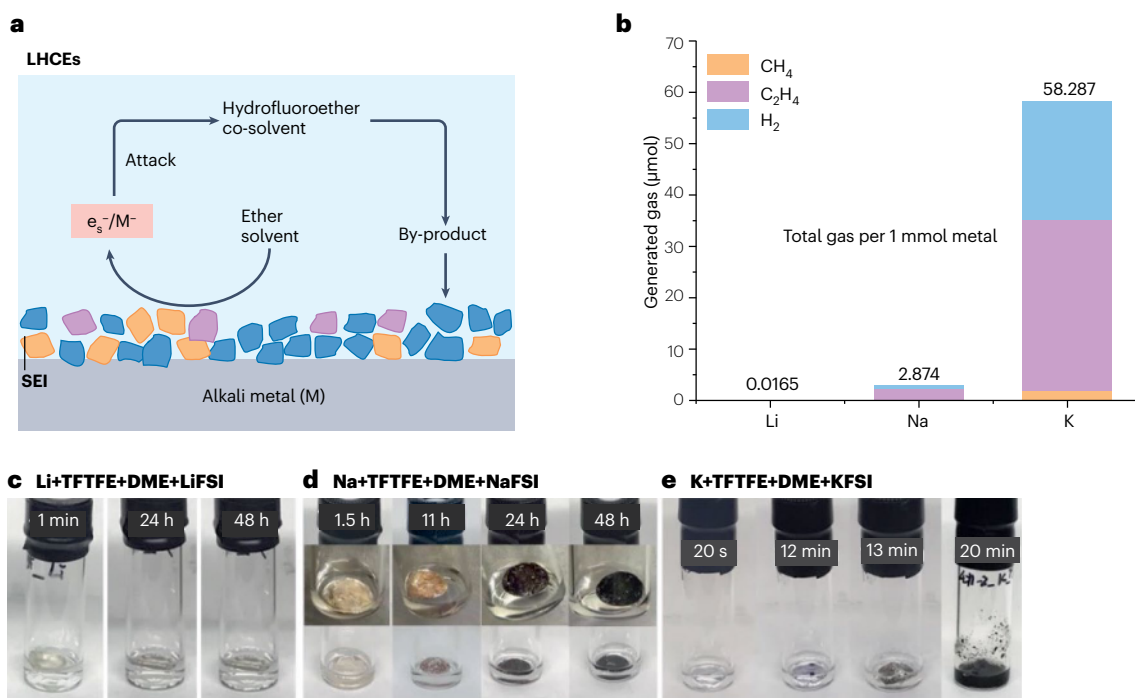 a
LHCEs
Hydrofluoroether
co-solvent
Attack
eₛ⁻/M⁻
Ether
solvent
By-product
SEI
Alkali metal (M)
b
70
60
50
40
30
20
10
0
Generated gas (μmol)
CH₄
C₂H₄
H₂
58.287
Total gas per 1 mmol metal
0.0165
2.874
Li
Na
K
c Li+TFTFE+DME+LiFSI
1 min
24 h
48 h
d Na+TFTFE+DME+NaFSI
1.5 h
11 h
24 h
48 h
e K+TFTFE+DME+KFSI
20 s
12 min
13 min
20 min